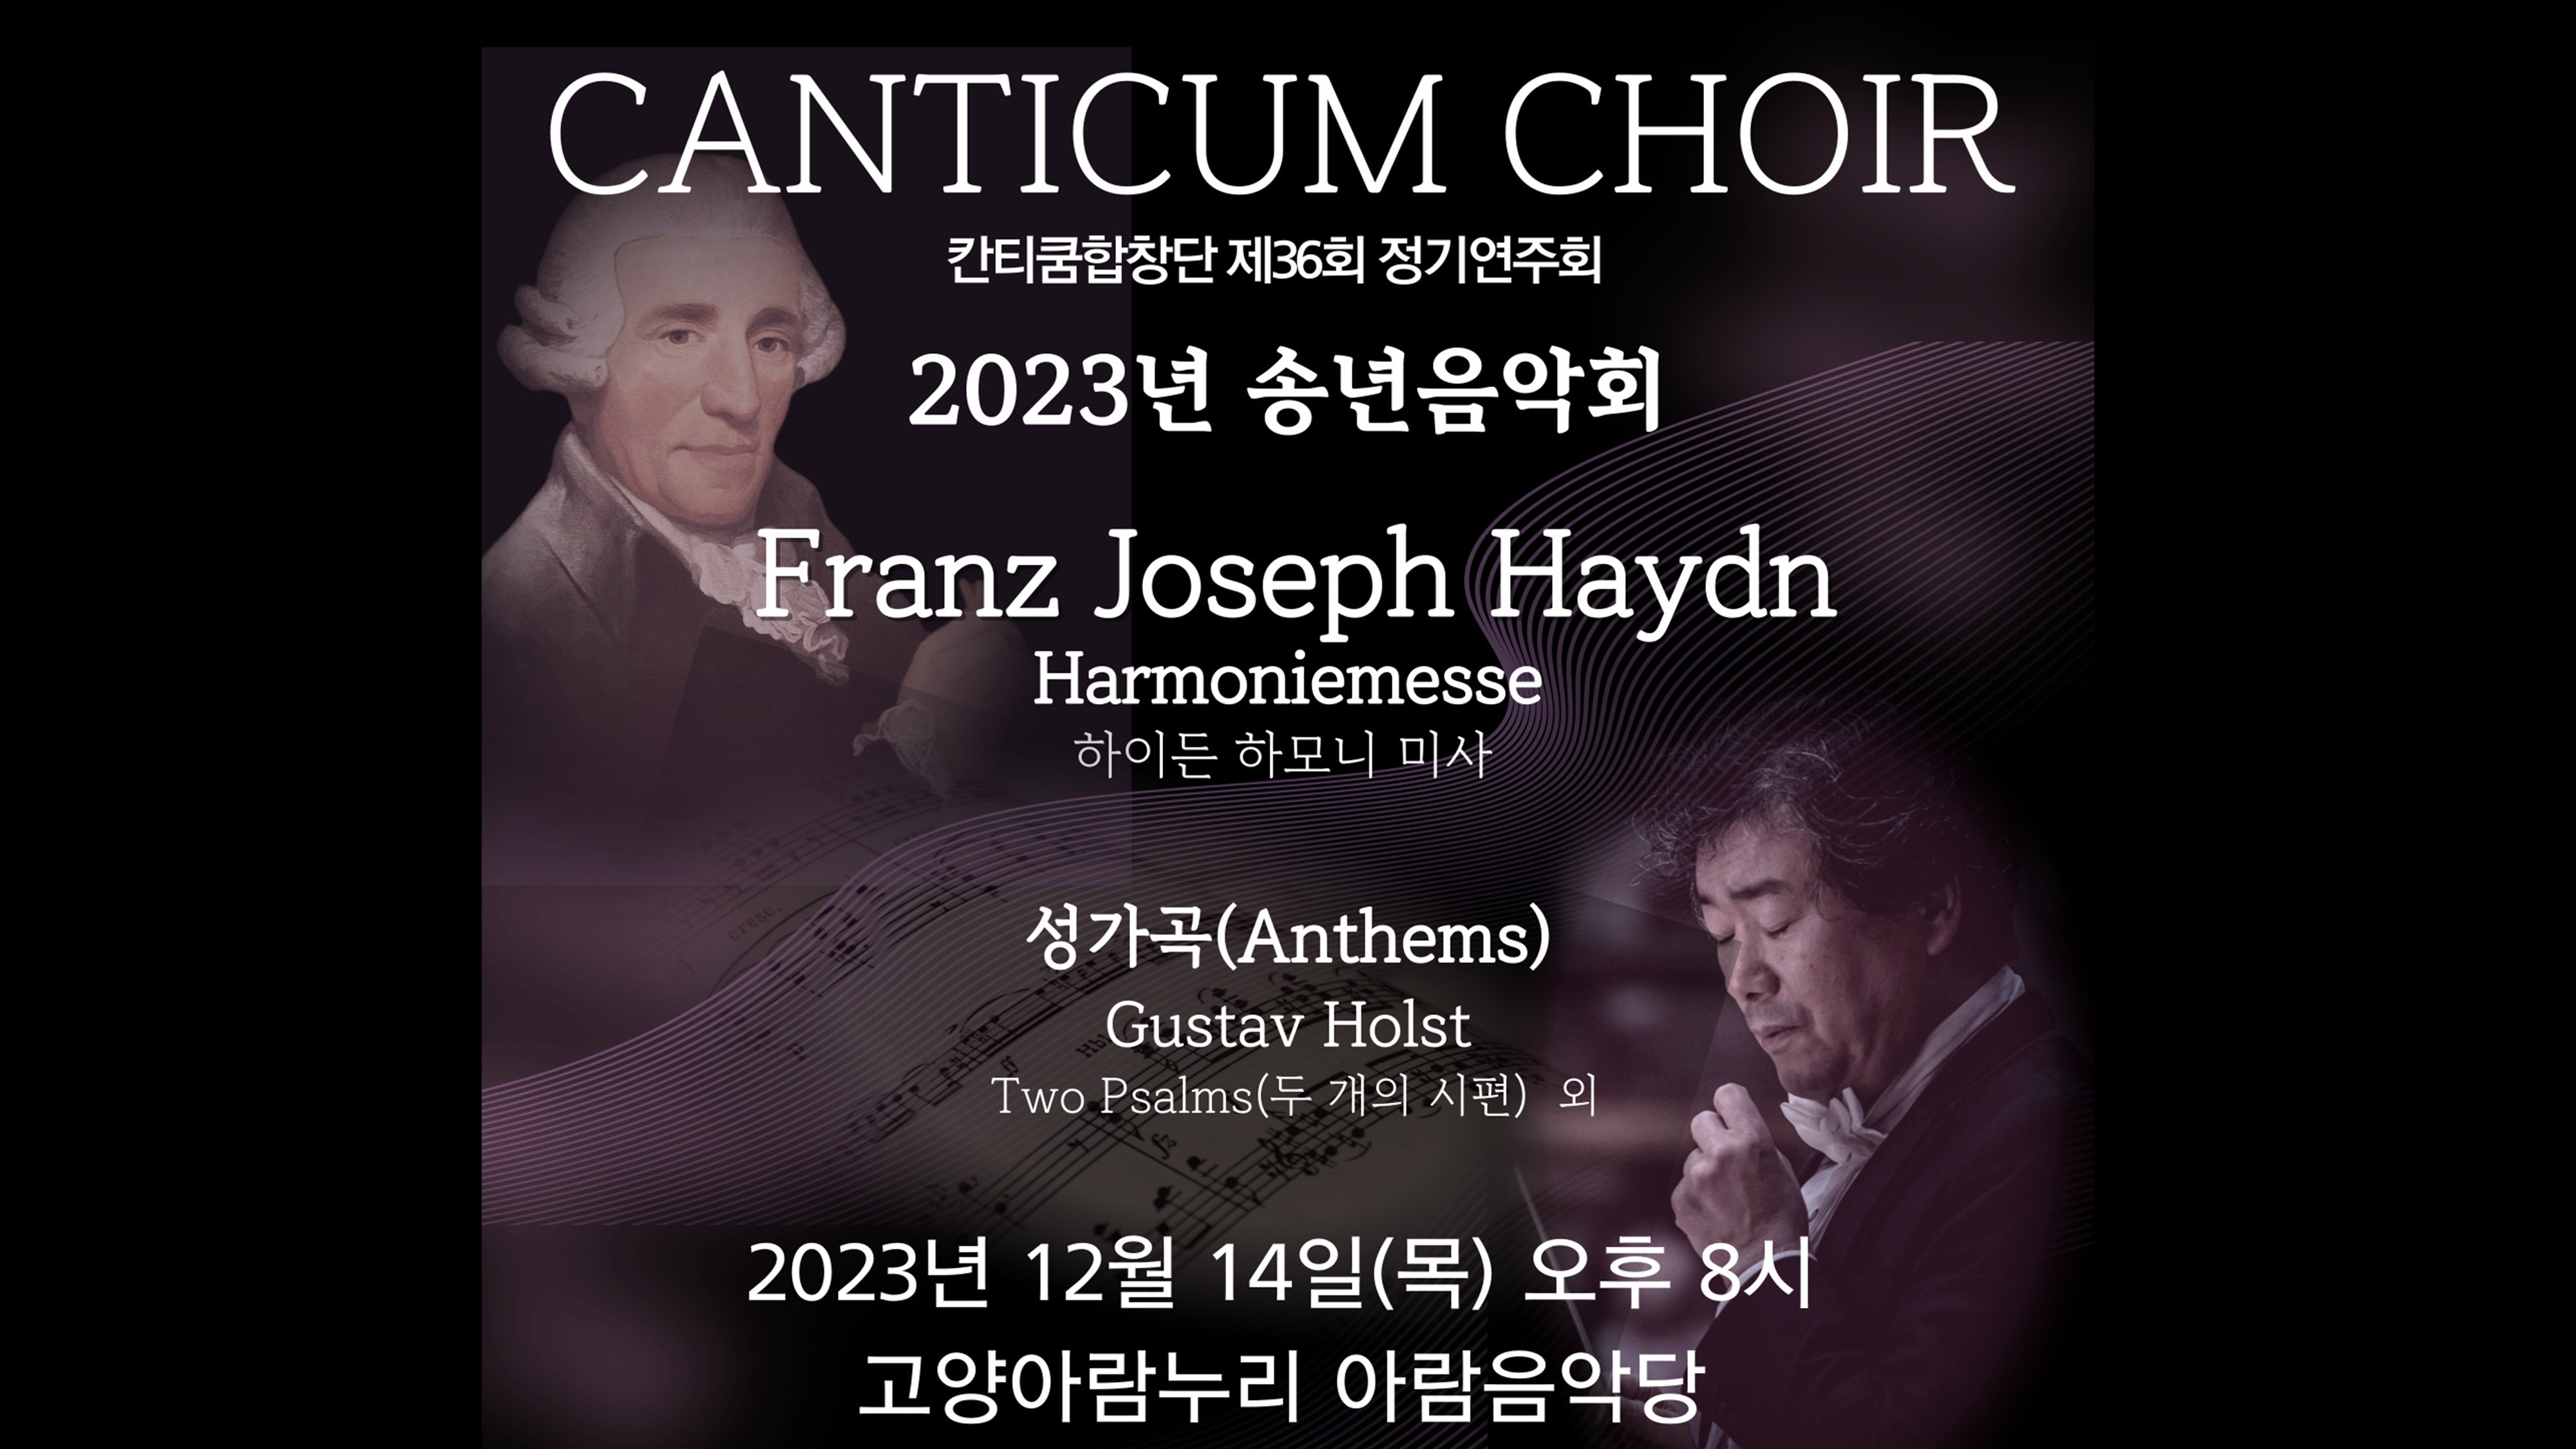 CANTICUM CHOIR
칸티쿰합창단 제36회 정기연주회
2023년 송년음악회
Franz Joseph Haydn
Harmoniemesse
하이든 하모니 미사
cresc.
성가곡(Anthems)
Gustav Holst
Two Psalms(두 개의 시편) 외
2023년 12월 14일(목) 오후 8시
고양아람누리 아람음악당